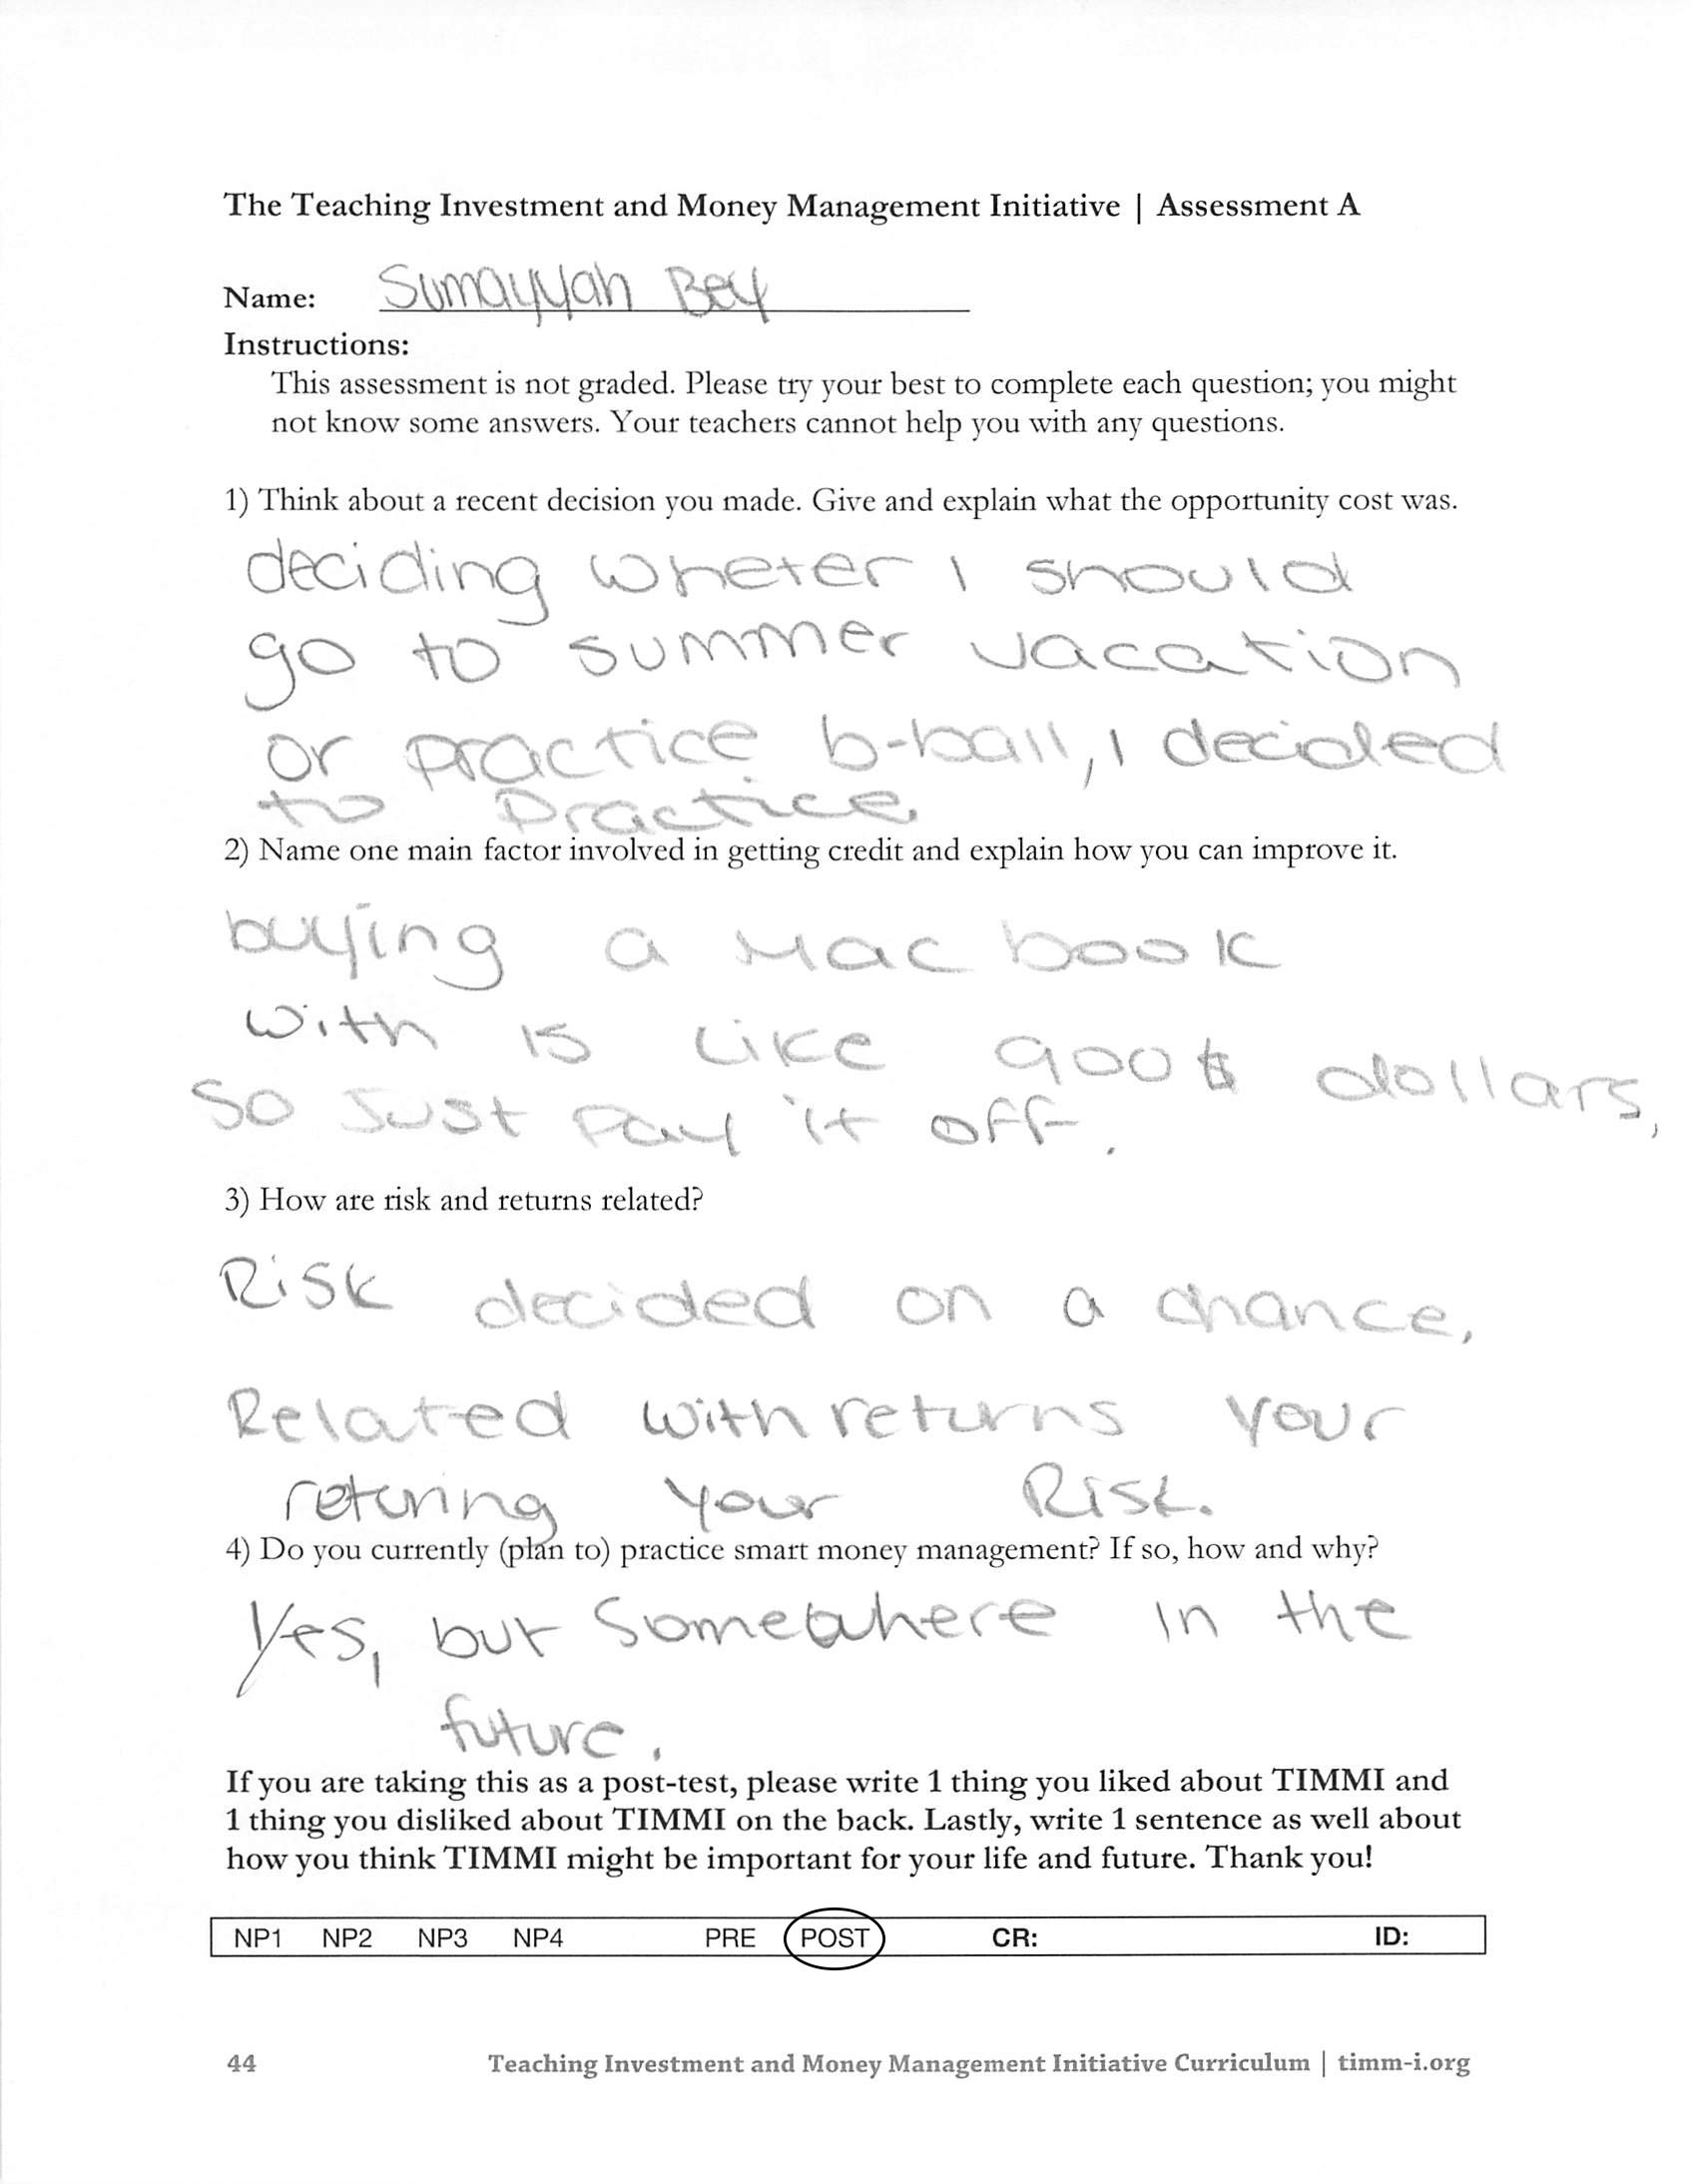 The Teaching Investment and Money Management Initiative | Assessment A
Name: Sumayyah Bey
Instructions:
This assessment is not graded. Please try your best to complete each question; you might
not know some answers. Your teachers cannot help you with any questions.
1) Think about a recent decision you made. Give and explain what the opportunity cost was.
deciding wheter I should
go to summer vacation
or practice b-ball, I decided
to practice.
2) Name one main factor involved in getting credit and explain how you can improve it.
buying a Mac book
with is like 900$ dollars,
so Just pay it off.
3) How are risk and returns related?
Risk decided on a chance.
Related with returns your
returing your Risk.
4) Do you currently (plan to) practice smart money management? If so, how and why?
Yes, but Somewhere in the
future.
If you are taking this as a post-test, please write 1 thing you liked about TIMMI and
1 thing you disliked about TIMMI on the back. Lastly, write 1 sentence as well about
how you think TIMMI might be important for your life and future. Thank you!
NP1 NP2 NP3 NP4 PRE POST CR: ID:
44 Teaching Investment and Money Management Initiative Curriculum | timm-i.org